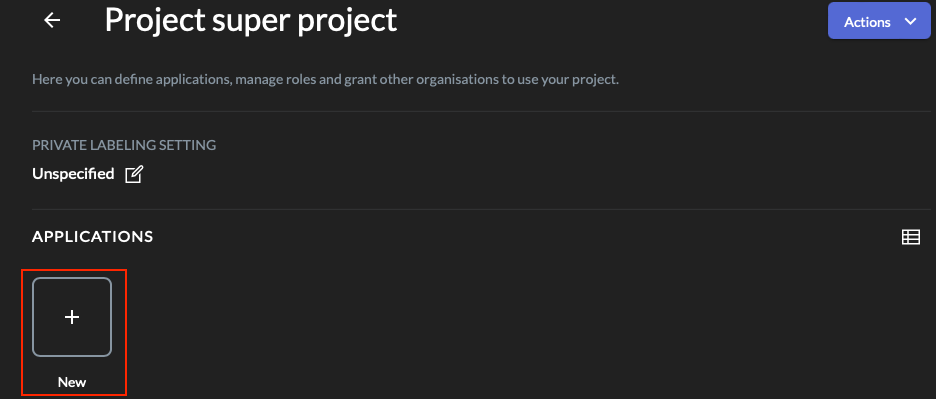 Project super project
Actions
Here you can define applications, manage roles and grant other organisations to use your project.
PRIVATE LABELING SETTING
Unspecified
APPLICATIONS
New